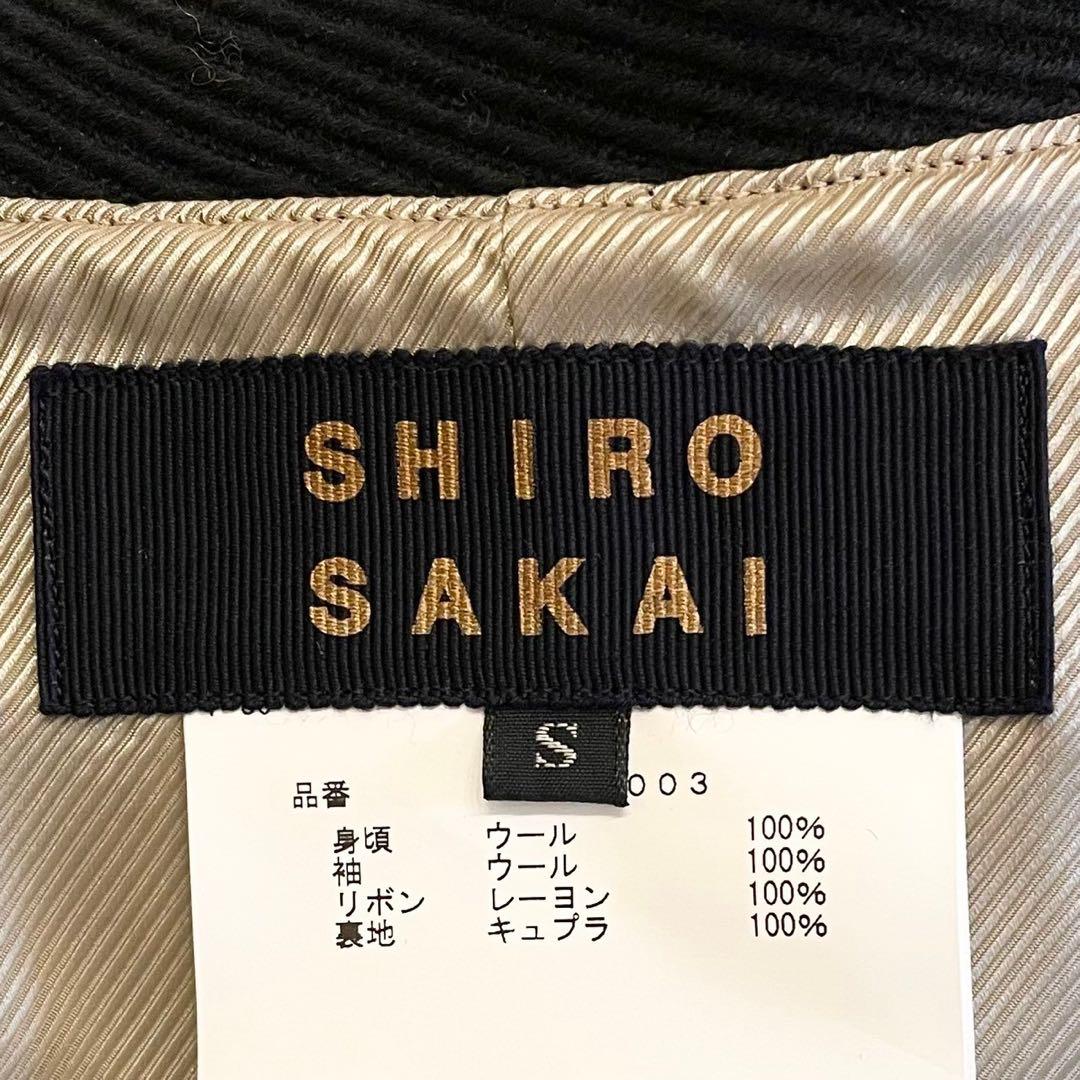 SHIRO
SAKAI
S
品番 003
身頃 ウール 100%
袖 ウール 100%
リボン レーヨン 100%
裏地 キュプラ 100%